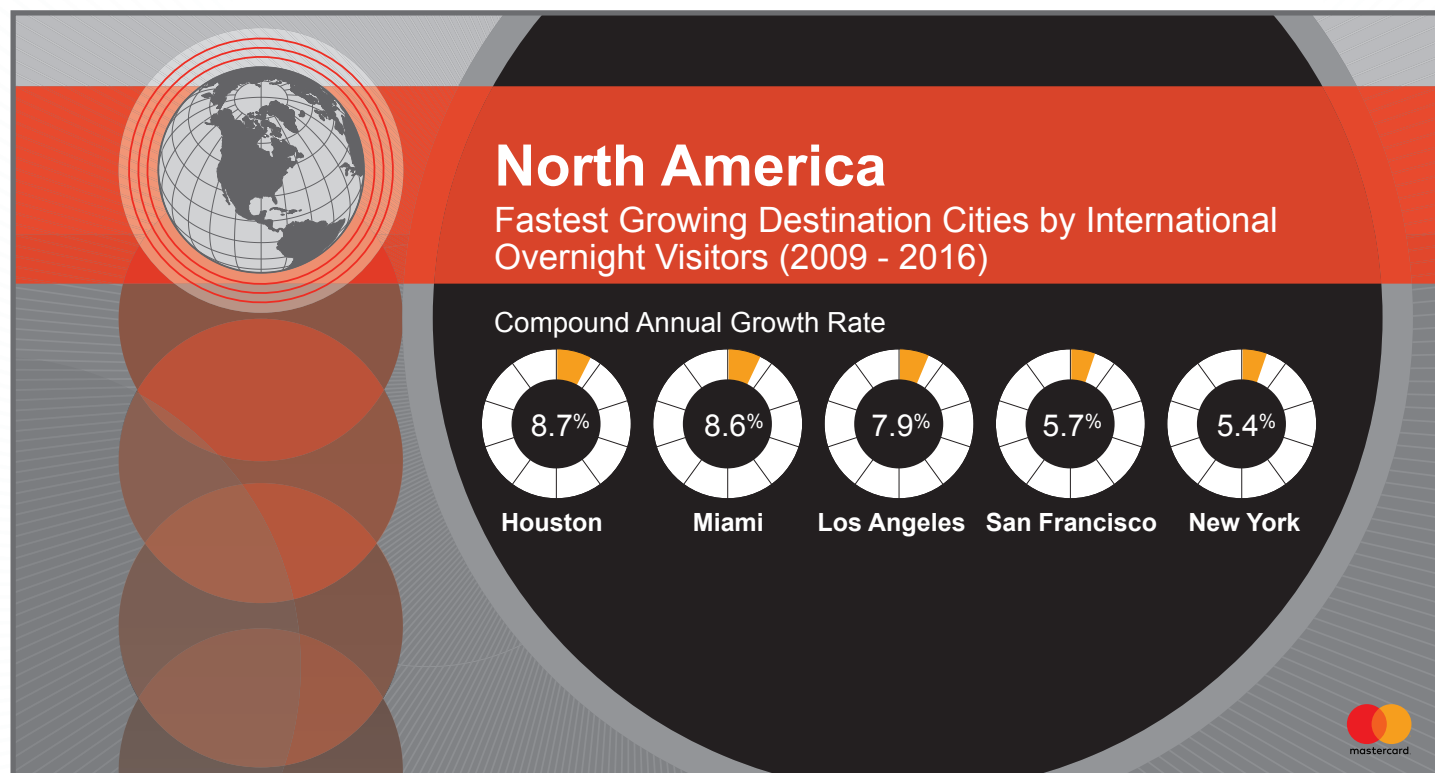 North America
Fastest Growing Destination Cities by International
Overnight Visitors (2009 - 2016)
Compound Annual Growth Rate
8.7%
8.6%
7.9%
5.7%
5.4%
Houston
Miami
Los Angeles
San Francisco
New York
mastercard